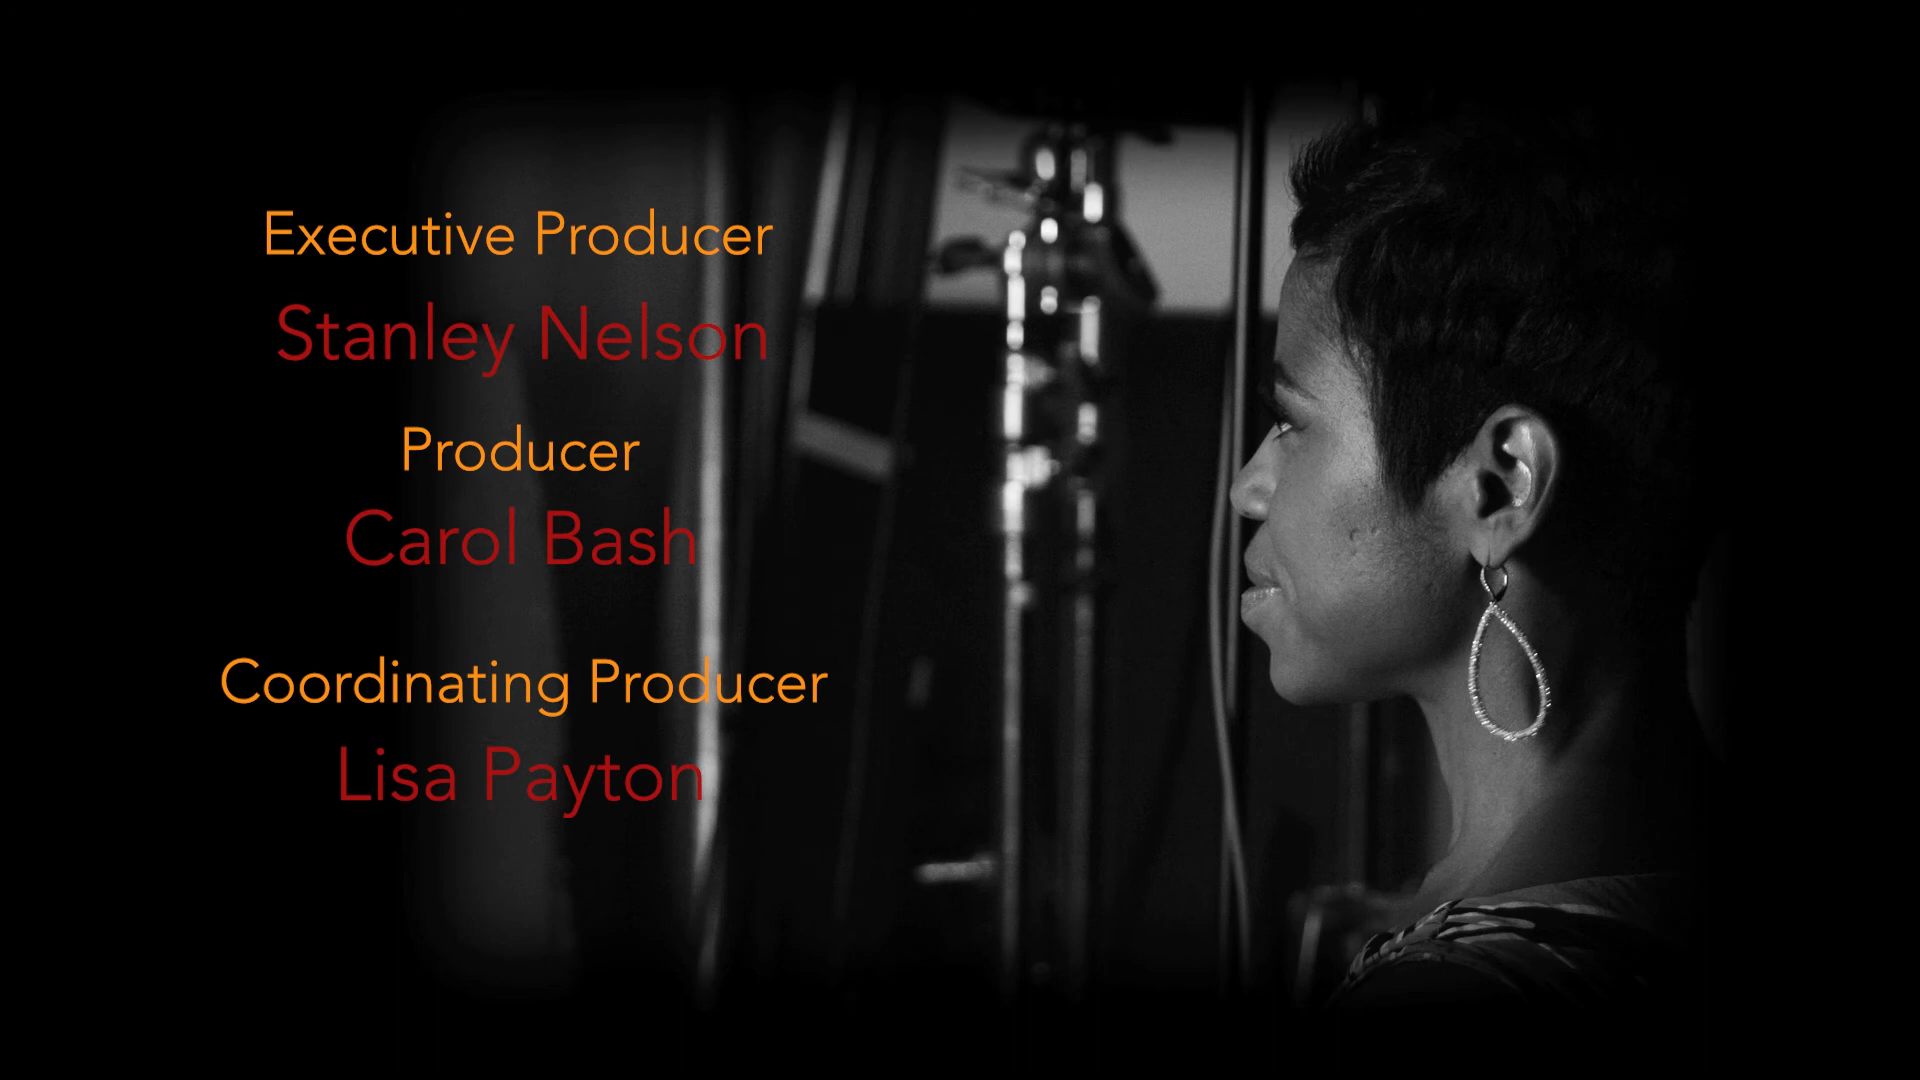 Executive Producer
Stanley Nelson
Producer
Carol Bash
Coordinating Producer
Lisa Payton